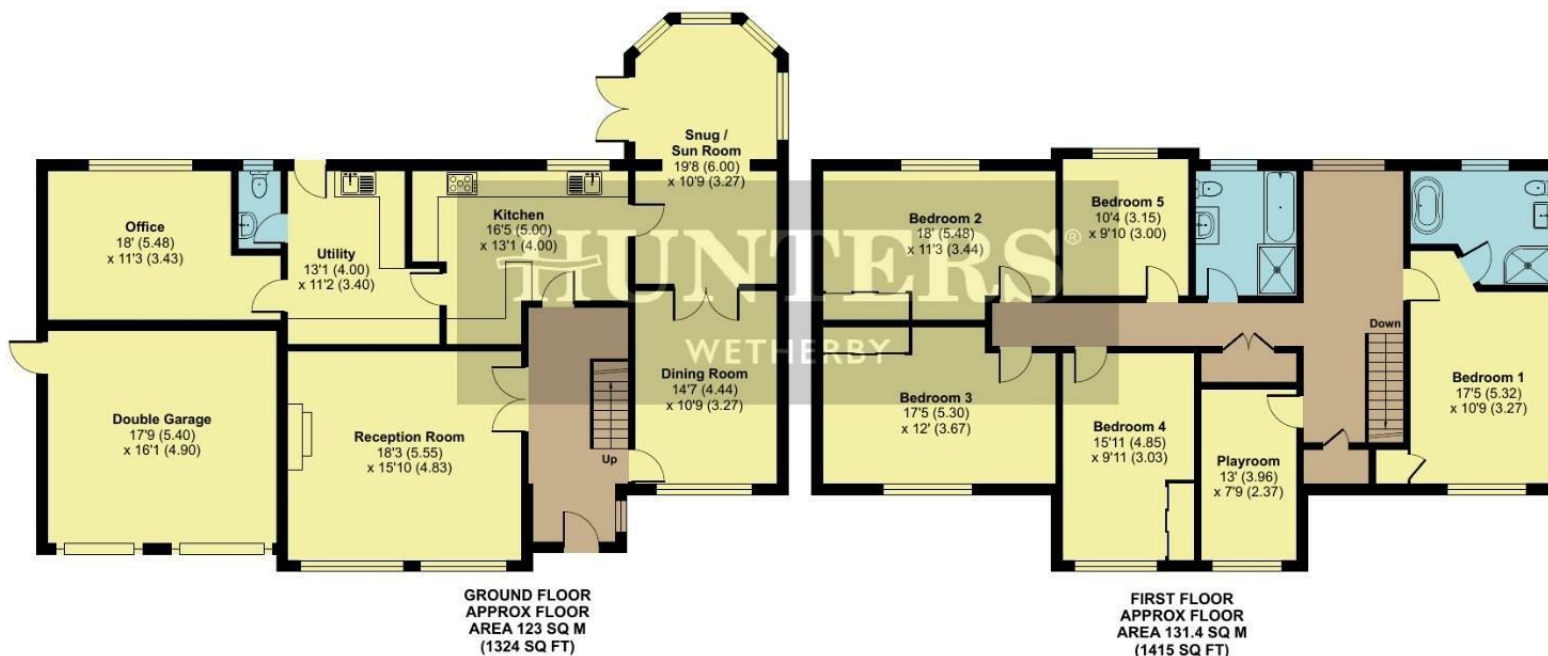 Snug /
Sun Room
19'8 (6.00)
x 10'9 (3.27)
Office
18' (5.48)
x 11'3 (3.43)
Utility
13'1 (4.00)
x 11'2 (3.40)
Kitchen
16'5 (5.00)
x 13'1 (4.00)
Double Garage
17'9 (5.40)
x 16'1 (4.90)
Reception Room
18'3 (5.55)
x 15'10 (4.83)
Up
Dining Room
14'7 (4.44)
x 10'9 (3.27)
GROUND FLOOR
APPROX FLOOR
AREA 123 SQ M
(1324 SQ FT)
HUNTERS®
WETHERBY
Bedroom 2
18' (5.48)
x 11'3 (3.44)
Bedroom 5
10'4 (3.15)
x 9'10 (3.00)
Down
Bedroom 3
17'5 (5.30)
x 12' (3.67)
Bedroom 4
15'11 (4.85)
x 9'11 (3.03)
Playroom
13' (3.96)
x 7'9 (2.37)
Bedroom 1
17'5 (5.32)
x 10'9 (3.27)
FIRST FLOOR
APPROX FLOOR
AREA 131.4 SQ M
(1415 SQ FT)